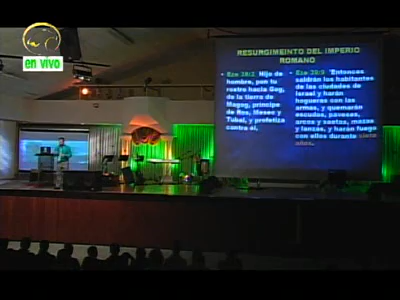 en vivo
RESURGIMEINTO DEL IMPERIO
ROMANO
• Eze 38:2 Hijo de
hombre, pon tu
rostro hacia Gog,
de la tierra de
Magog, príncipe
de Ros, Mesec y
Tubal, y profetiza
contra él,
• Eze 39:9 "Entonces
saldrán los habitantes
de las ciudades de
Israel y harán
hogueras con las
armas, y quemarán
escudos, paveses,
arcos y saetas, mazas
y lanzas, y harán fuego
con ellos durante siete
años.